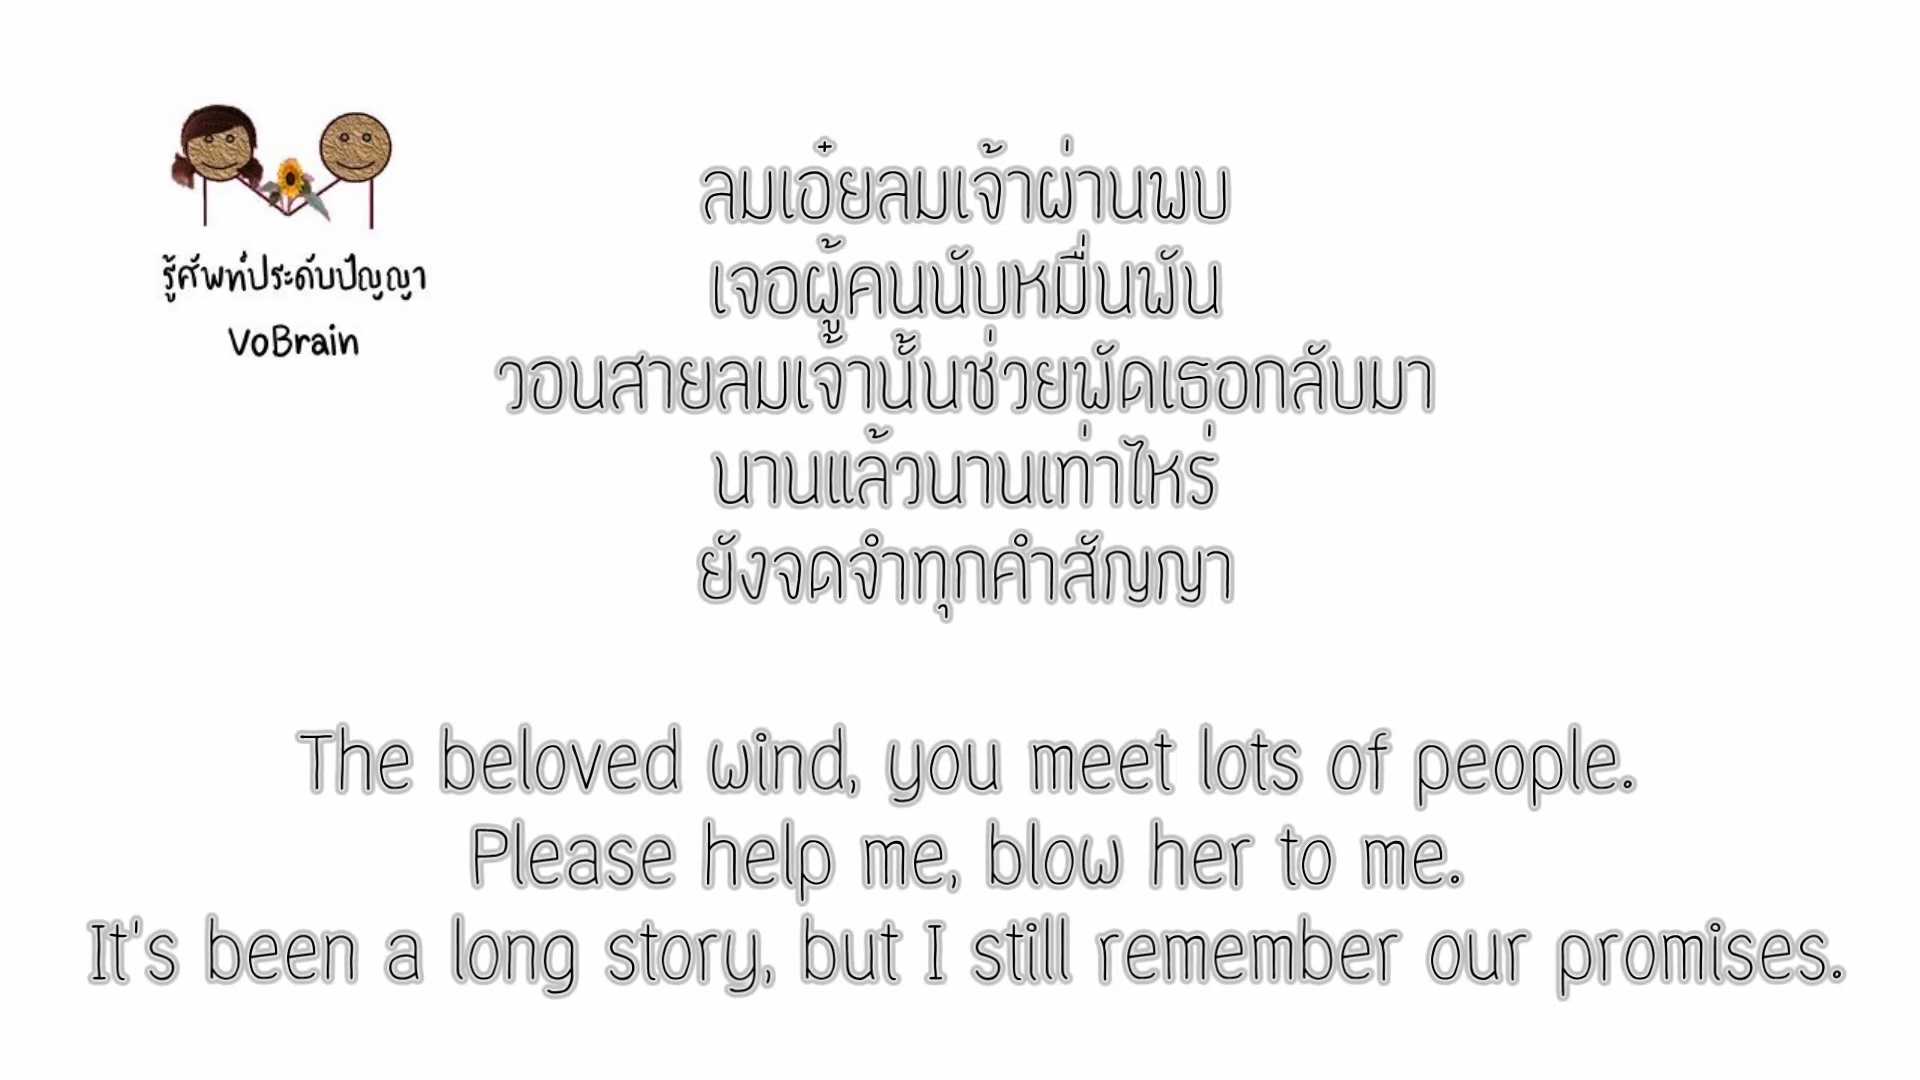 รู้ศัพท์ประดับปัญญา
VoBrain
ลมเอ๋ยลมเจ้าผ่านพบ
เจอผู้คนนับหมื่นพัน
วอนสายลมเจ้านั้นช่วยพัดเธอกลับมา
นานแล้วนานเท่าไหร่
ยังจดจำทุกคำสัญญา
The beloved wind, you meet lots of people.
Please help me, blow her to me.
It's been a long story, but I still remember our promises.